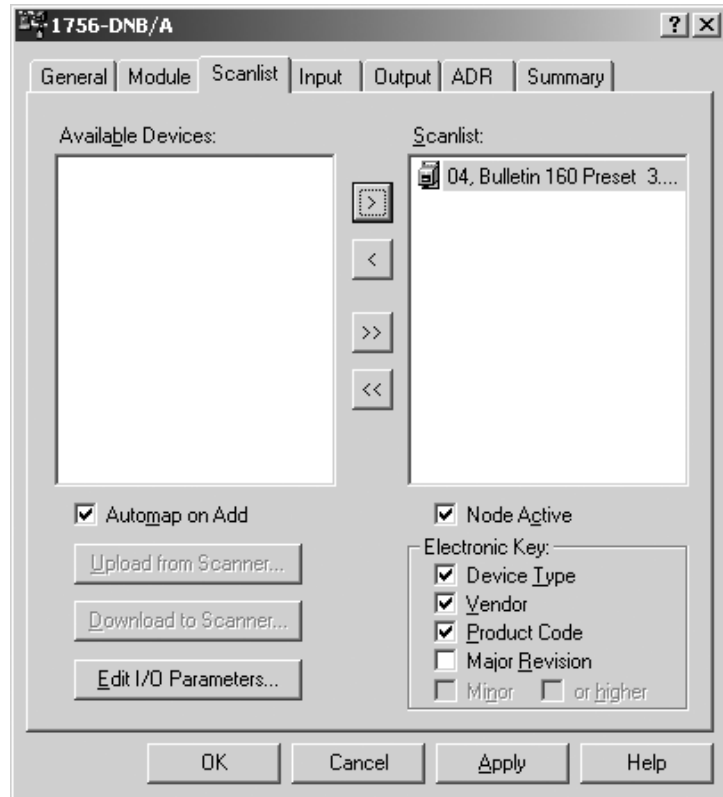 1756-DNB/A
General Module Scanlist Input Output ADR Summary
Available Devices:
Scanlist:
04, Bulletin 160 Preset 3....
>
<
>>
<<
Automap on Add
Node Active
Upload from Scanner...
Download to Scanner...
Edit I/O Parameters...
Electronic Key:
Device Type
Vendor
Product Code
Major Revision
Minor or higher
OK Cancel Apply Help